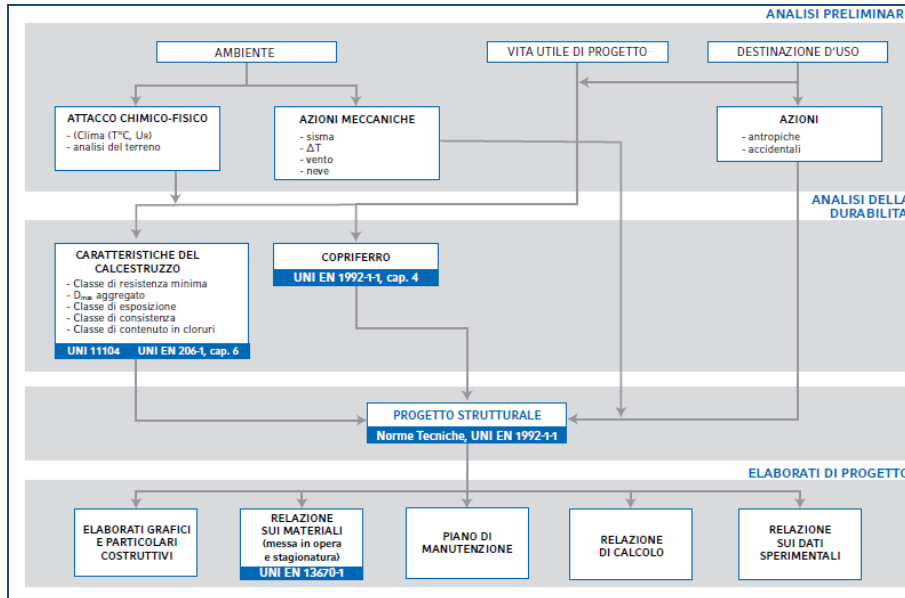 ANALISI PRELIMINAR
AMBIENTE
VITA UTILE DI PROGETTO
DESTINAZIONE D'USO
ATTACCO CHIMICO-FISICO
- (Clima (T°C, UR)
- analisi del terreno
AZIONI MECCANICHE
- sisma
- ΔT
- vento
- neve
AZIONI
- antropiche
- accidentali
ANALISI DELLA
DURABILITA
CARATTERISTICHE DEL
CALCESTRUZZO
- Classe di resistenza minima
- Dmax aggregato
- Classe di esposizione
- Classe di consistenza
- Classe di contenuto in cloruri
UNI 11104 UNI EN 206-1, cap. 6
COPRIFERRO
UNI EN 1992-1-1, cap. 4
PROGETTO STRUTTURALE
Norme Tecniche, UNI EN 1992-1-1
ELABORATI DI PROGETTO
ELABORATI GRAFICI
E PARTICOLARI
COSTRUTTIVI
RELAZIONE
SUI MATERIALI
(messa in opera
e stagionatura)
UNI EN 13670-1
PIANO DI
MANUTENZIONE
RELAZIONE
DI CALCOLO
RELAZIONE
SUI DATI
SPERIMENTALI